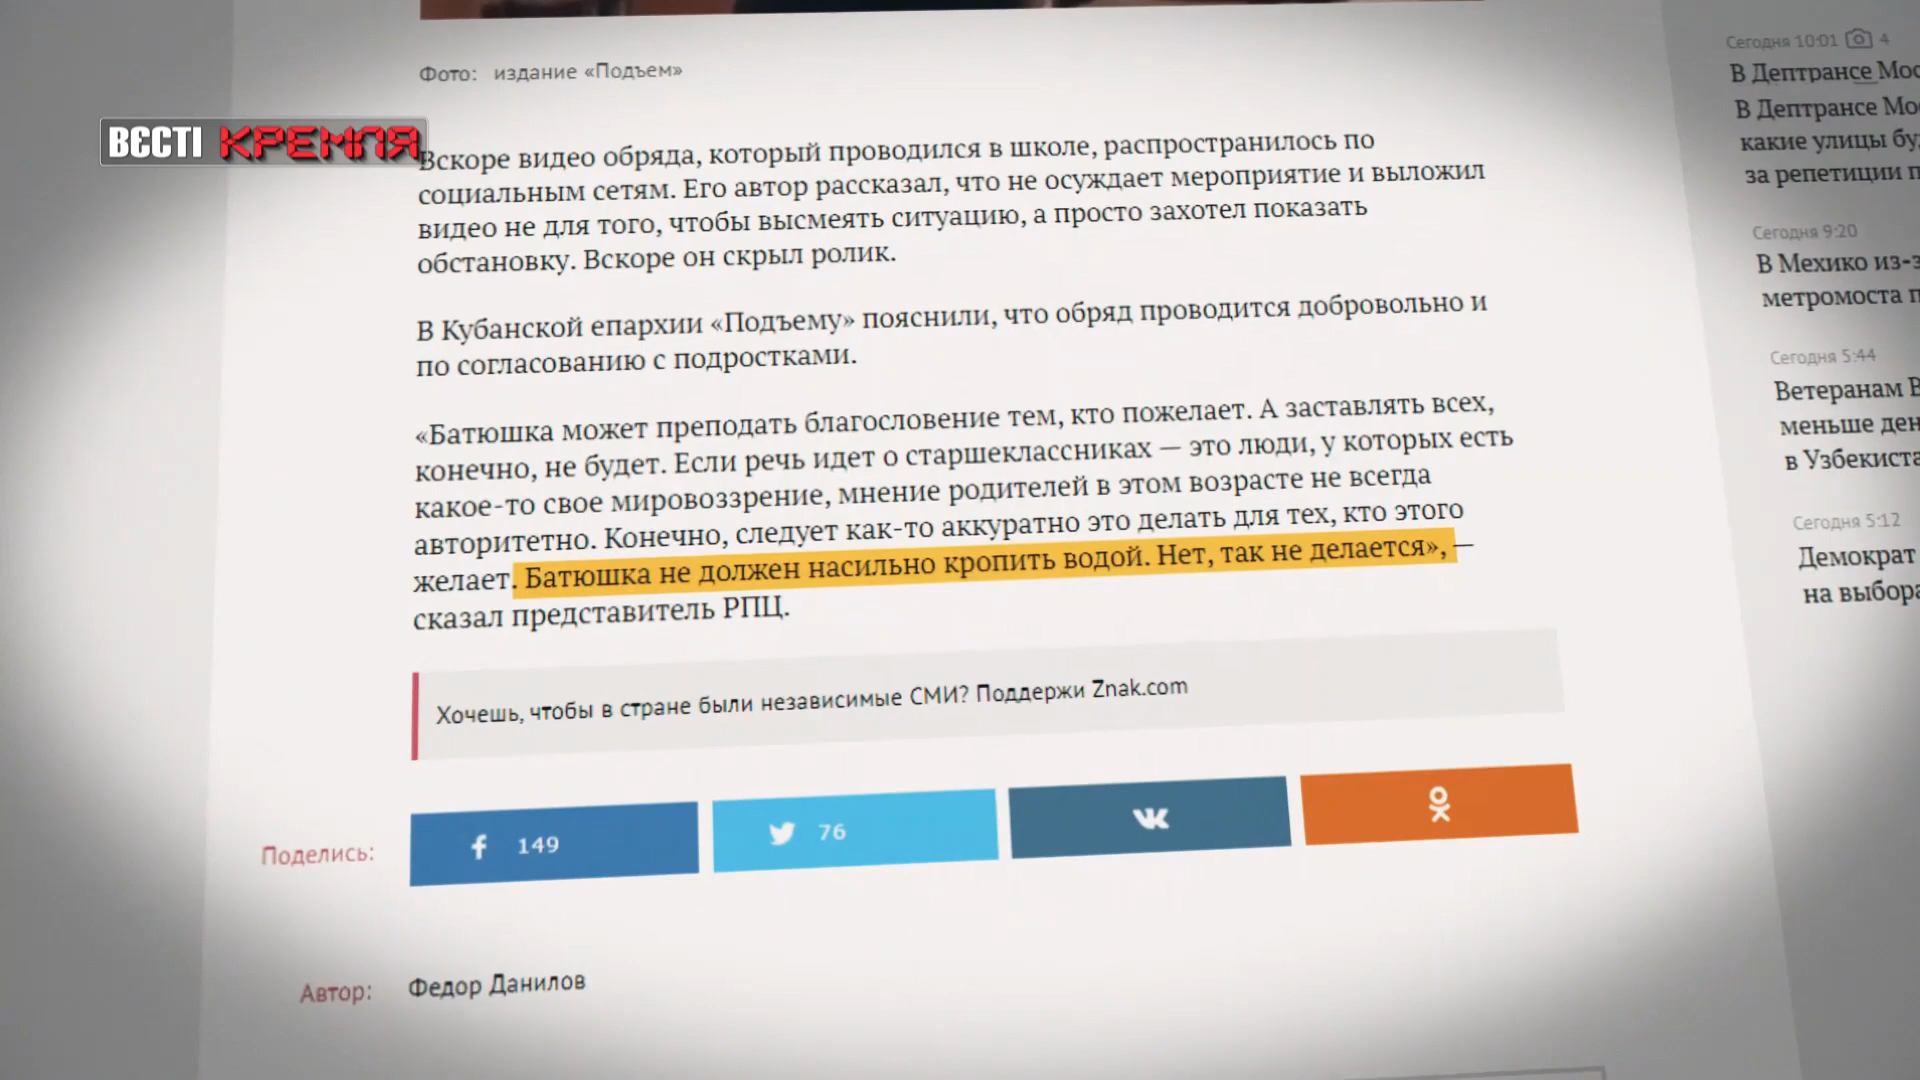 Фото: издание «Подъем»
ВЄСТІ КРЕМЛЯ
Вскоре видео обряда, который проводился в школе, распространилось по
социальным сетям. Его автор рассказал, что не осуждает мероприятие и выложил
видео не для того, чтобы высмеять ситуацию, а просто захотел показать
обстановку. Вскоре он скрыл ролик.
В Кубанской епархии «Подъему» пояснили, что обряд проводится добровольно и
по согласованию с подростками.
«Батюшка может преподать благословение тем, кто пожелает. А заставлять всех,
конечно, не будет. Если речь идет о старшеклассниках — это люди, у которых есть
какое-то свое мировоззрение, мнение родителей в этом возрасте не всегда
авторитетно. Конечно, следует как-то аккуратно это делать для тех, кто этого
желает. Батюшка не должен насильно кропить водой. Нет, так не делается», —
сказал представитель РПЦ.
Хочешь, чтобы в стране были независимые СМИ? Поддержи Znak.com
Поделись: 149 76
Автор: Федор Данилов
Сегодня 10:01 4
В Дептрансе Мос
В Дептрансе Мо
какие улицы бу
за репетиции п
Сегодня 9:20
В Мехико из-з
метромоста п
Сегодня 5:44
Ветеранам В
меньше ден
в Узбекиста
Сегодня 5:12
Демократ
на выбора